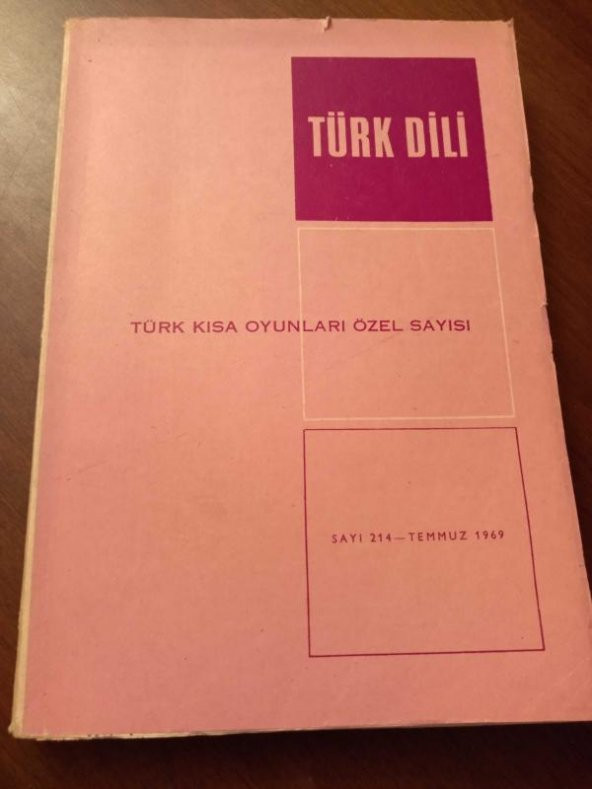 TÜRK DİLİ
TÜRK KISA OYUNLARI ÖZEL SAYISI
SAYI 214—TEMMUZ 1969